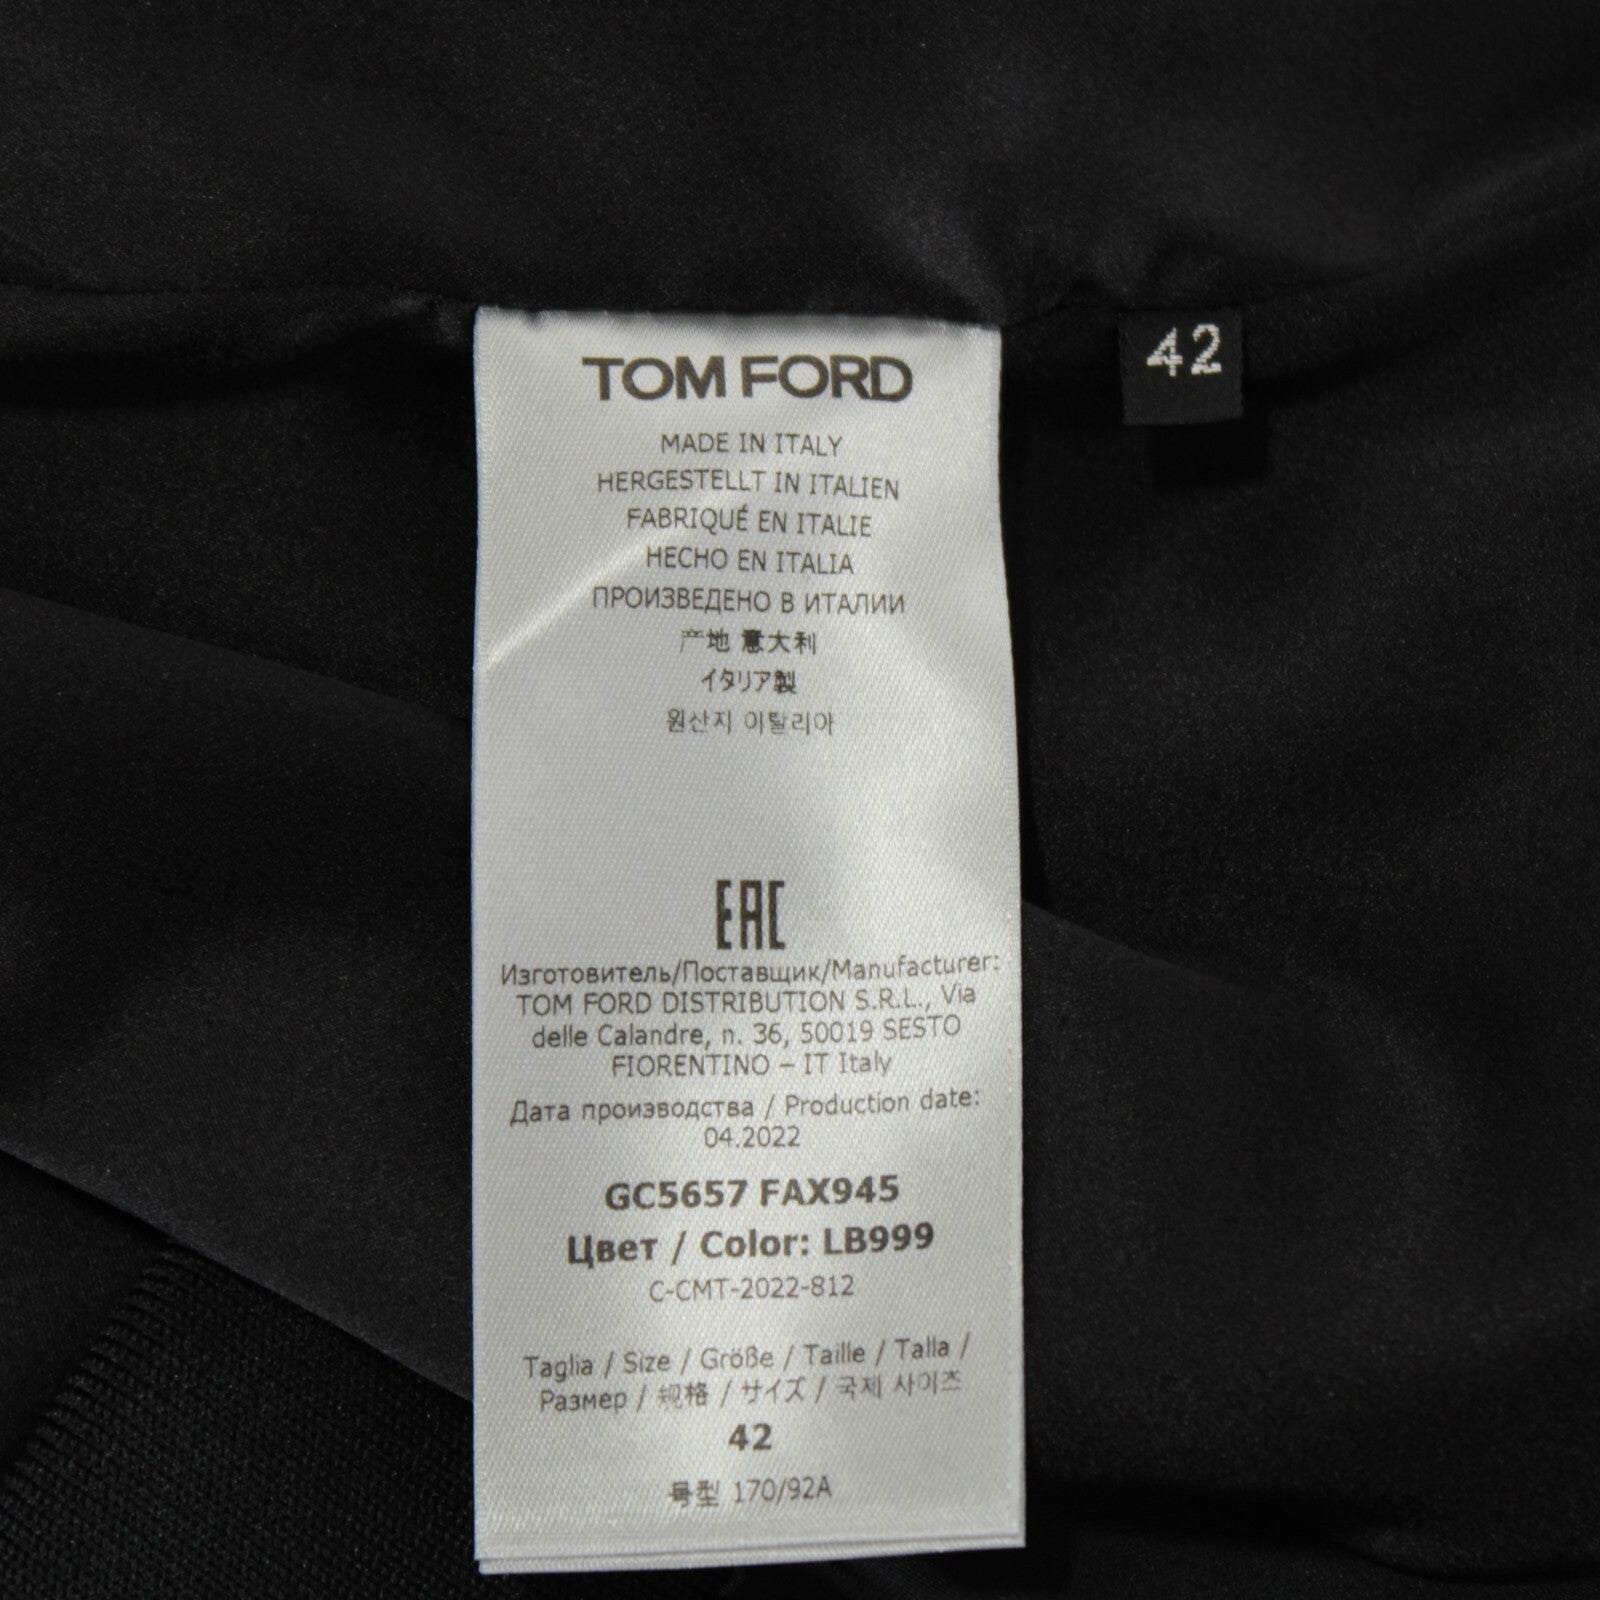 TOM FORD
42
MADE IN ITALY
HERGESTELLT IN ITALIEN
FABRIQUÉ EN ITALIE
HECHO EN ITALIA
ПРОИЗВЕДЕНО В ИТАЛИИ
产地 意大利
イタリア製
원산지 이탈리아
EAC
Изготовитель/Поставщик/Manufacturer:
TOM FORD DISTRIBUTION S.R.L., Via
delle Calandre, n. 36, 50019 SESTO
FIORENTINO – IT Italy
Дата производства / Production date:
04.2022
GC5657 FAX945
Цвет / Color: LB999
C-CMT-2022-812
Taglia / Size / Größe / Taille / Talla /
Размер / 规格 / サイズ / 국제 사이즈
42
号型 170/92A